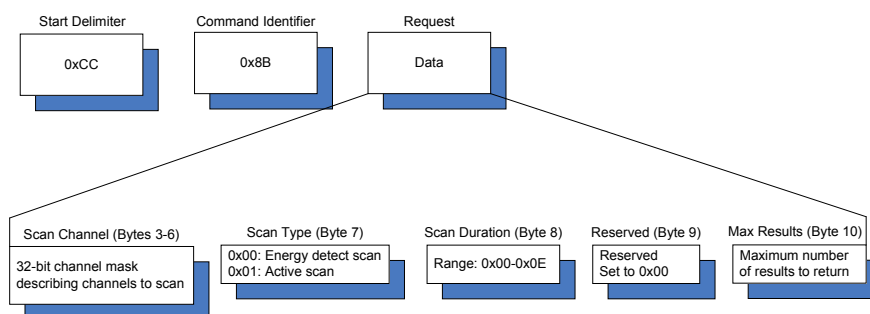 Start Delimiter
Command Identifier
Request
0xCC
0x8B
Data
Scan Channel (Bytes 3-6)
Scan Type (Byte 7)
Scan Duration (Byte 8)
Reserved (Byte 9)
Max Results (Byte 10)
32-bit channel mask
describing channels to scan
0x00: Energy detect scan
0x01: Active scan
Range: 0x00-0x0E
Reserved
Set to 0x00
Maximum number
of results to return